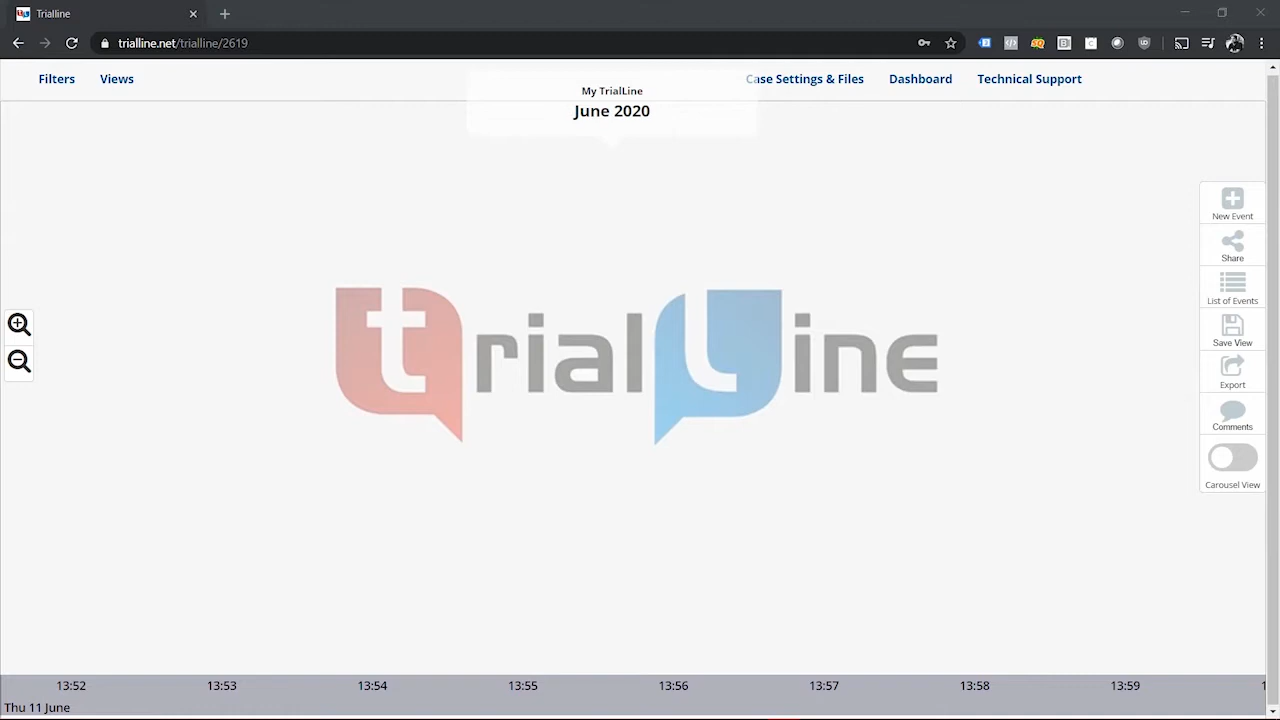 Trialline
trialline.net/trialline/2619
Filters
Views
My TrialLine
June 2020
Case Settings & Files
Dashboard
Technical Support
New Event
Share
List of Events
Save View
Export
Comments
Carousel View
trial Line
13:52
13:53
13:54
13:55
13:56
13:57
13:58
13:59
Thu 11 June